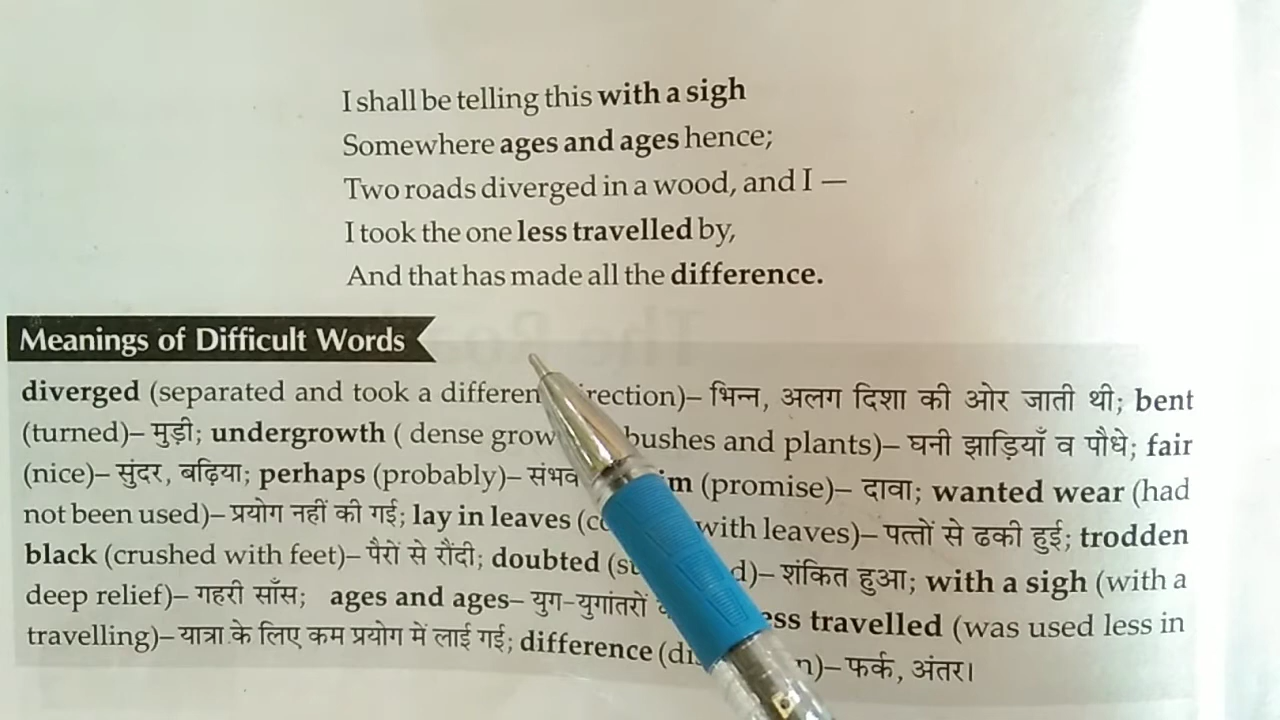 I shall be telling this with a sigh
Somewhere ages and ages hence;
Two roads diverged in a wood, and I —
I took the one less travelled by,
And that has made all the difference.
Meanings of Difficult Words
diverged (separated and took a differen rection)– भिन्न, अलग दिशा की ओर जाती थी; bent
(turned)– मुड़ी; undergrowth ( dense grow bushes and plants)– घनी झाड़ियाँ व पौधे; fair
(nice)– सुंदर, बढ़िया; perhaps (probably)– संभव m (promise)– दावा; wanted wear (had
not been used)– प्रयोग नहीं की गई; lay in leaves (c with leaves)– पत्तों से ढकी हुई; trodden
black (crushed with feet)– पैरों से रौंदी; doubted (su d)– शंकित हुआ; with a sigh (with a
deep relief)– गहरी साँस; ages and ages– युग-युगांतरों ess travelled (was used less in
travelling)– यात्रा के लिए कम प्रयोग में लाई गई; difference (di n)– फर्क, अंतर।